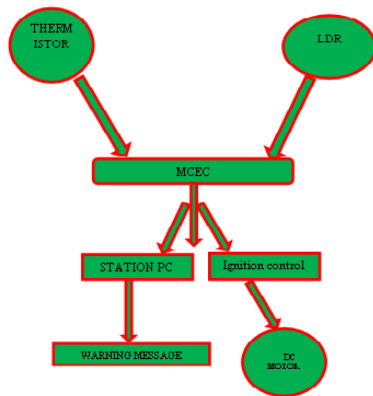 THERM
ISTOR
LDR
MCEC
STATION PC
Ignition control
WARNING MESSAGE
DC
MOTOR